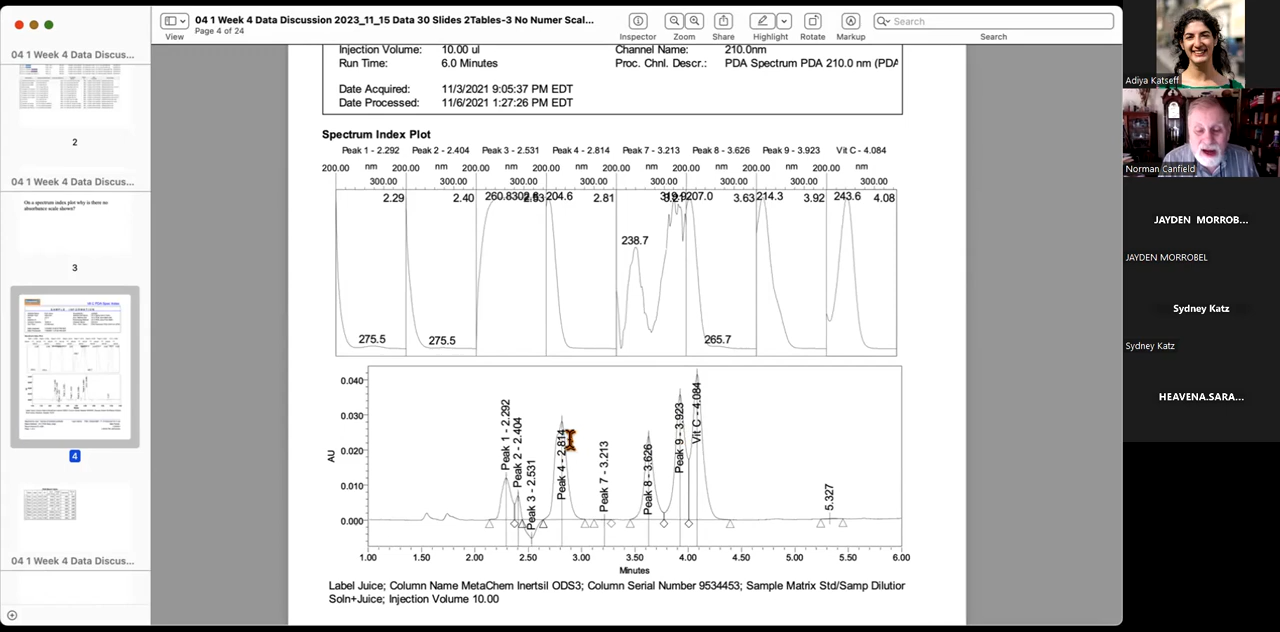 04 1 Week 4 Data Discussion 2023_11_15 Data 30 Slides 2Tables-3 No Numer Scal...
Page 4 of 24
View
Inspector
Zoom
Share
Highlight
Rotate
Markup
Search
Search
04 1 Week 4 Data Discus...
2
04 1 Week 4 Data Discus...
On a spectrum index plot why is there no
absorbance scale shown?
3
4
04 1 Week 4 Data Discus...
Injection Volume: 10.00 ul
Run Time: 6.0 Minutes
Date Acquired: 11/3/2021 9:05:37 PM EDT
Date Processed: 11/6/2021 1:27:26 PM EDT
Channel Name: 210.0nm
Proc. Chnl. Descr.: PDA Spectrum PDA 210.0 nm (PDA
Spectrum Index Plot
Peak 1 - 2.292 Peak 2 - 2.404 Peak 3 - 2.531 Peak 4 - 2.814 Peak 7 - 3.213 Peak 8 - 3.626 Peak 9 - 3.923 Vit C - 4.084
200.00 nm 200.00 nm 200.00 nm 200.00 nm 200.00 nm 200.00 nm 200.00 nm 200.00 nm
300.00 300.00 300.00 300.00 300.00 300.00 300.00 300.00
2.29 2.40 260.8 204.6 2.81 207.0 3.63 214.3 3.92 243.6 4.08
238.7
275.5 275.5 265.7
AU
0.040
0.030
0.020
0.010
0.000
Peak 1 - 2.292
Peak 2 - 2.404
Peak 3 - 2.531
Peak 4 - 2.814
Peak 7 - 3.213
Peak 8 - 3.626
Peak 9 - 3.923
Vit C - 4.084
5.327
1.00 1.50 2.00 2.50 3.00 3.50 4.00 4.50 5.00 5.50 6.00
Minutes
Label Juice; Column Name MetaChem Inertsil ODS3; Column Serial Number 9534453; Sample Matrix Std/Samp Dilutior
Soln+Juice; Injection Volume 10.00
Adiya Katseff
Norman Canfield
JAYDEN MORROB...
JAYDEN MORROBEL
Sydney Katz
Sydney Katz
HEAVENA.SARA...